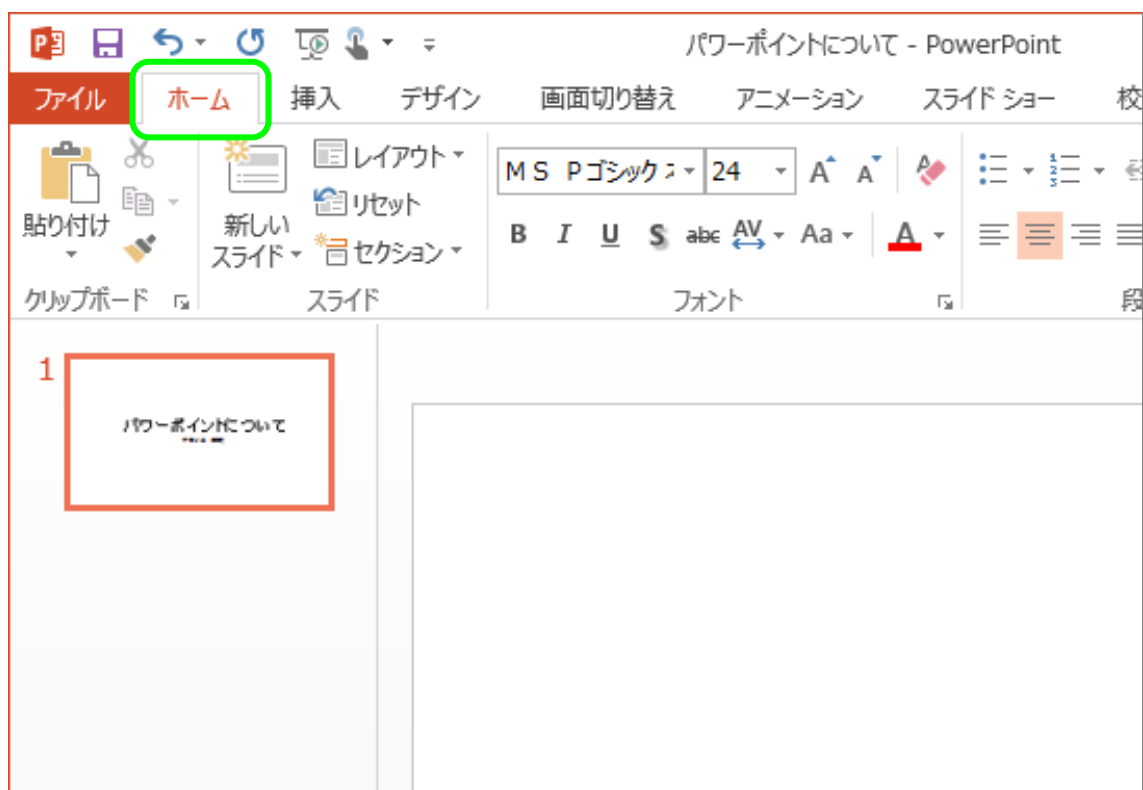 パワーポイントについて - PowerPoint
ファイル ホーム 挿入 デザイン 画面切り替え アニメーション スライド ショー 校
貼り付け
新しい
スライド
レイアウト
リセット
セクション
ＭＳ Ｐゴシック 24
B I U S abc AV Aa A
クリップボード スライド フォント 段
1
パワーポイントについて